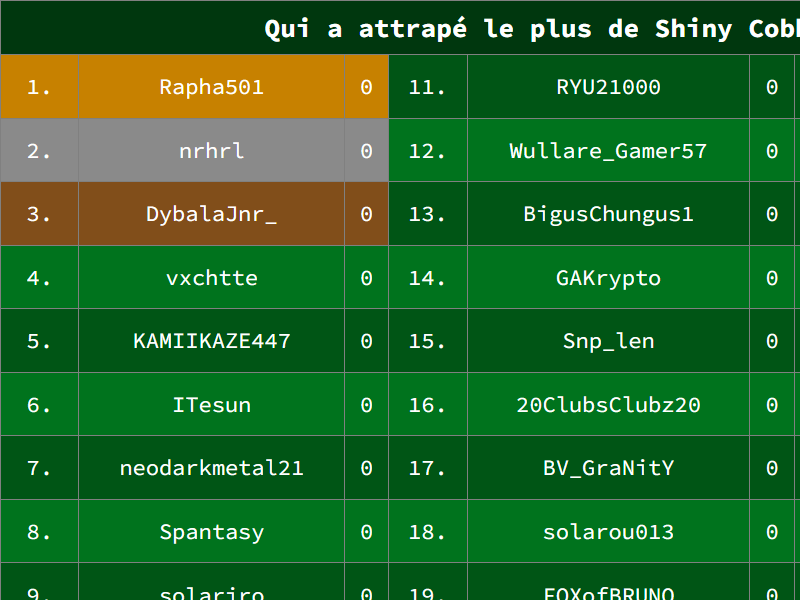 Qui a attrapé le plus de Shiny
1. Rapha501 0 11. RYU21000 0
2. nrhrl 0 12. Wullare_Gamer57 0
3. DybalaJnr_ 0 13. BigusChungus1 0
4. vxchtte 0 14. GAKrypto 0
5. KAMIIKAZE447 0 15. Snp_len 0
6. ITesun 0 16. 20ClubsClubz20 0
7. neodarkmetal21 0 17. BV_GraNitY 0
8. Spantasy 0 18. solarou013 0
9. solariro 0 19. FOXofBRUNO 0